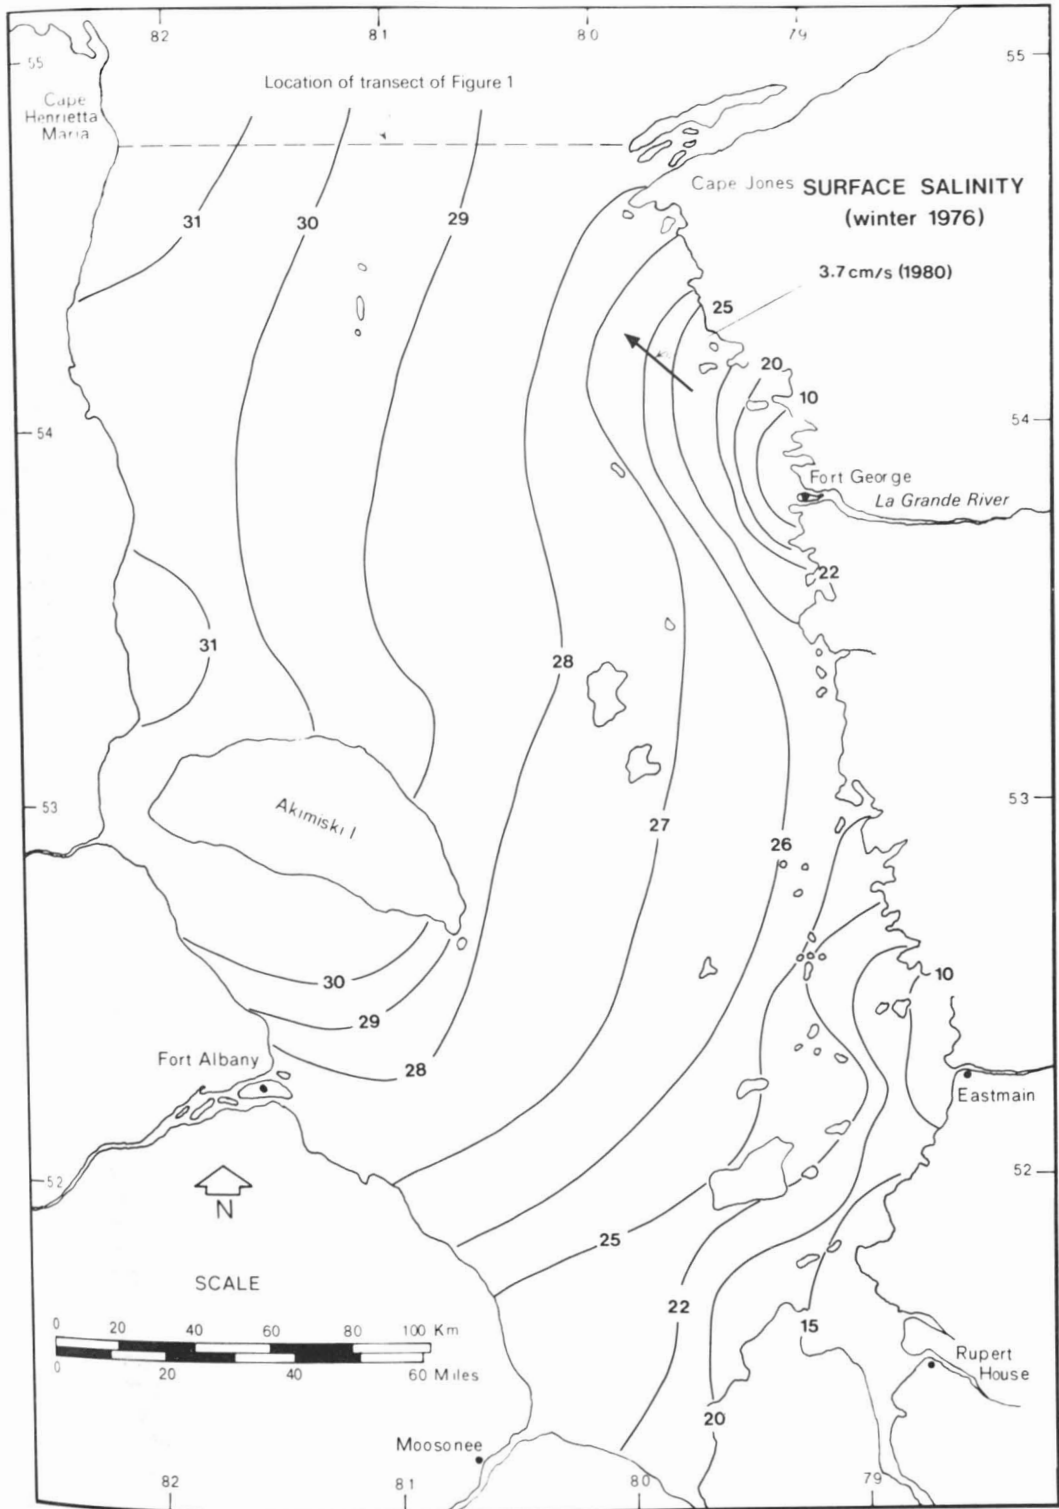 82
81
80
79
55
55
Location of transect of Figure 1
Cape
Henrietta
Maria
Cape Jones
SURFACE SALINITY
(winter 1976)
31
30
29
3.7 cm/s (1980)
25
20
10
54
54
Fort George
La Grande River
22
31
28
53
53
Akimiski I
27
26
30
10
29
Fort Albany
28
Eastmain
52
52
N
25
SCALE
22
0 20 40 60 80 100 Km
0 20 40 60 Miles
15
Rupert
House
20
Moosonee
82
81
80
79